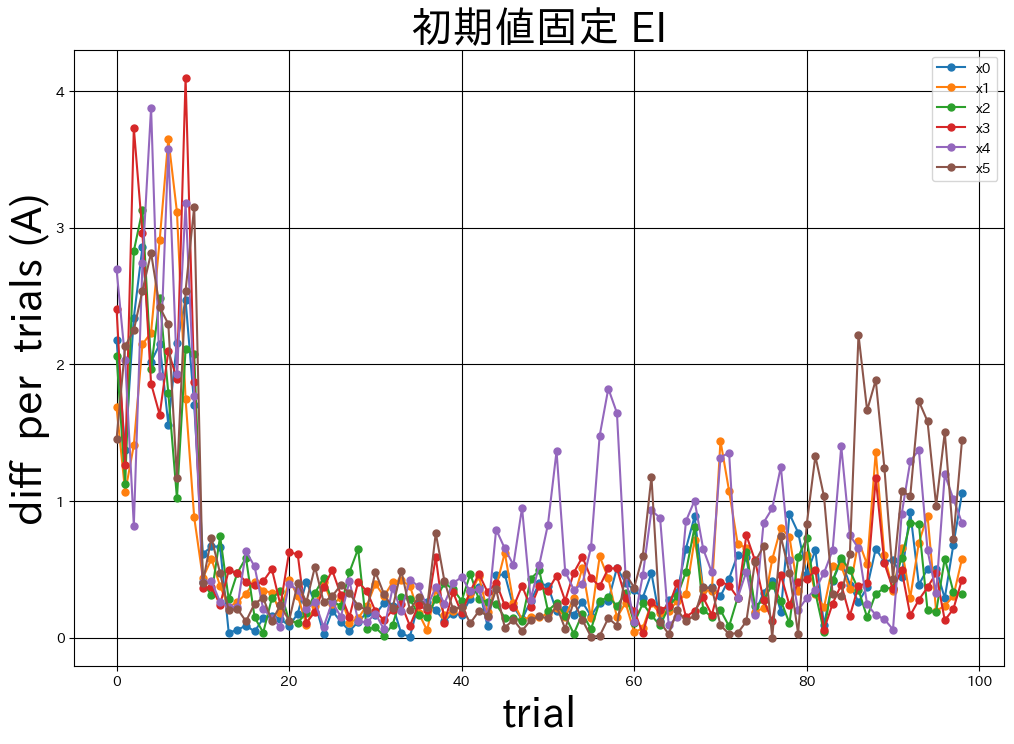 初期値固定 EI
diff per trials (A)
4
3
2
1
0
x0
x1
x2
x3
x4
x5
0 20 40 60 80 100
trial